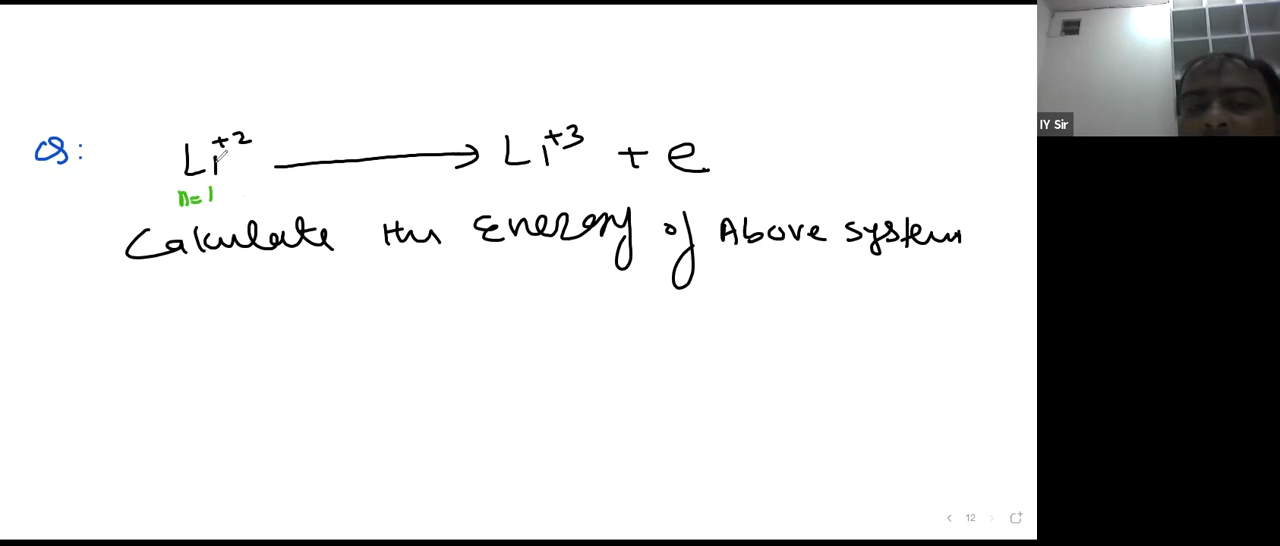 Q: Li+2 ⟶ Li+3 + e
n=1
Calculate the Energy of Above system
IY Sir
12